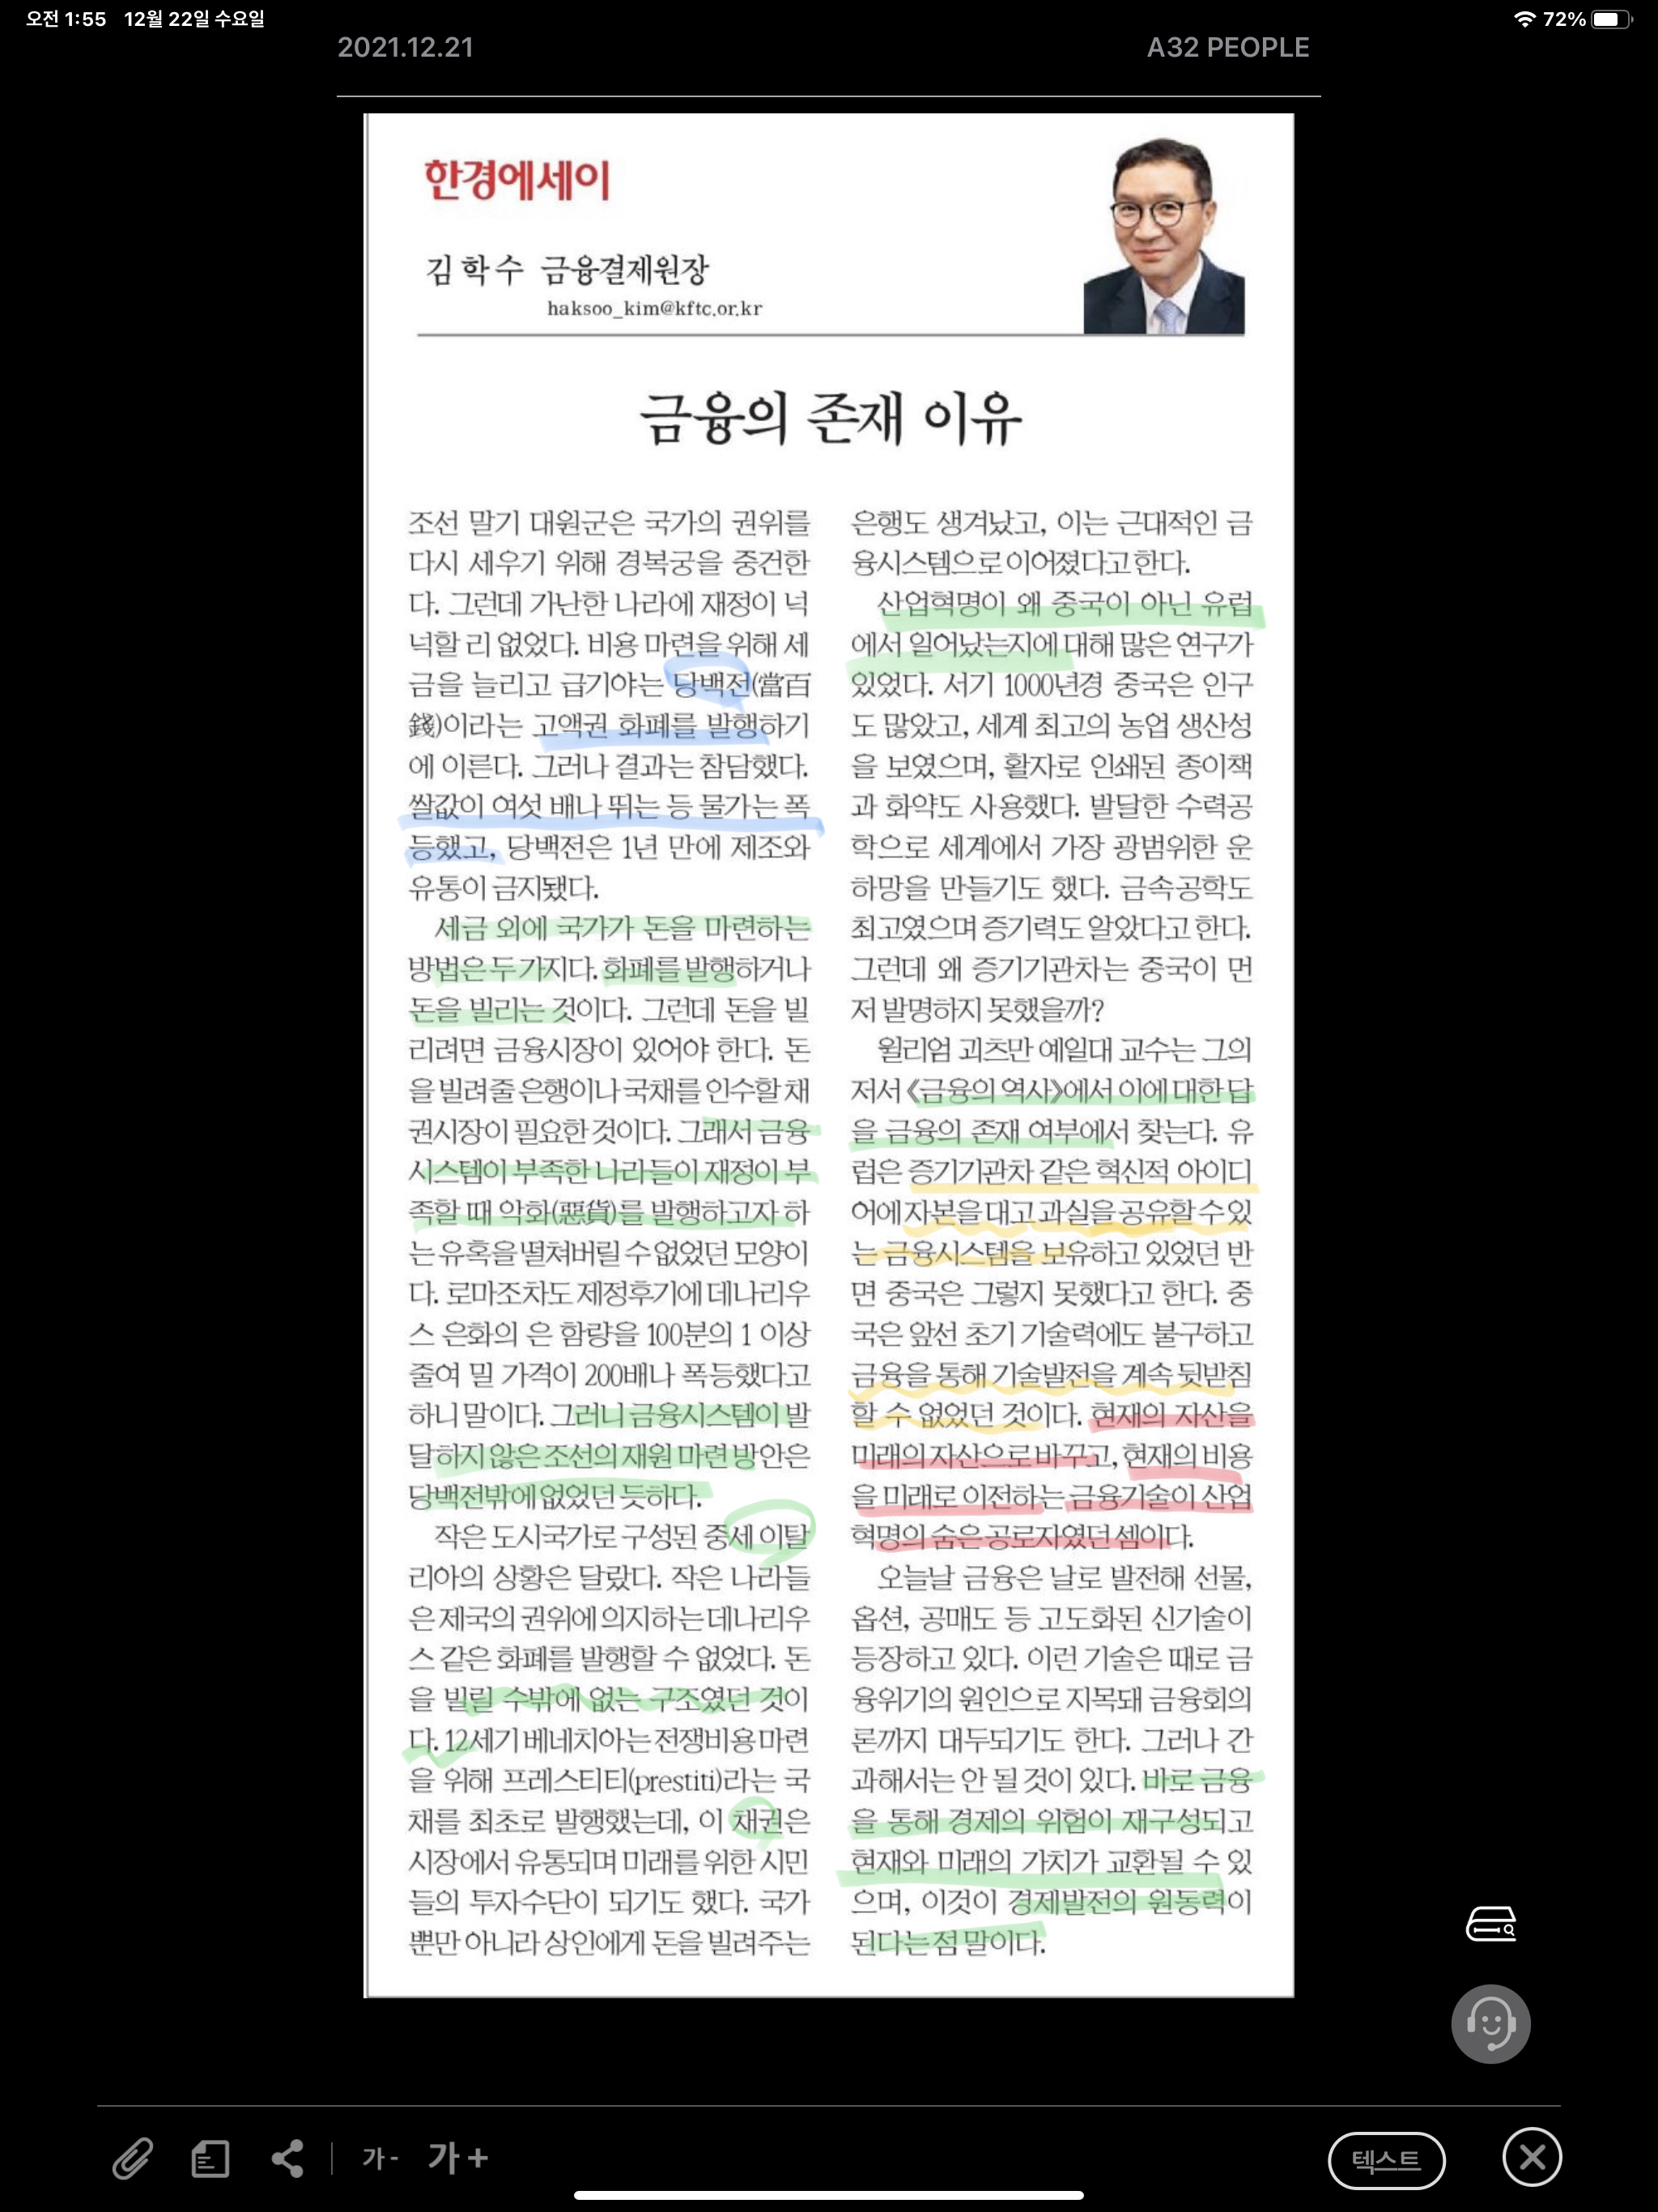 오전 1:55 12월 22일 수요일
72%
2021.12.21
A32 PEOPLE
한경에세이
김학수 금융결제원장
haksoo_kim@kftc.or.kr
금융의 존재 이유
조선 말기 대원군은 국가의 권위를
다시 세우기 위해 경복궁을 중건한
다. 그런데 가난한 나라에 재정이 넉
넉할 리 없었다. 비용 마련을 위해 세
금을 늘리고 급기야는 당백전(當百
錢)이라는 고액권 화폐를 발행하기
에 이른다. 그러나 결과는 참담했다.
쌀값이 여섯 배나 뛰는 등 물가는 폭
등했고, 당백전은 1년 만에 제조와
유통이 금지됐다.
세금 외에 국가가 돈을 마련하는
방법은 두 가지다. 화폐를 발행하거나
돈을 빌리는 것이다. 그런데 돈을 빌
리려면 금융시장이 있어야 한다. 돈
을 빌려줄 은행이나 국채를 인수할 채
권시장이 필요한 것이다. 그래서 금융
시스템이 부족한 나라들이 재정이 부
족할 때 악화(惡貨)를 발행하고자 하
는 유혹을 떨쳐버릴 수 없었던 모양이
다. 로마조차도 제정후기에 데나리우
스 은화의 은 함량을 100분의 1 이상
줄여 밀 가격이 200배나 폭등했다고
하니 말이다. 그러니 금융시스템이 발
달하지 않은 조선의 재원 마련 방안은
당백전밖에 없었던 듯하다.
작은 도시국가로 구성된 중세 이탈
리아의 상황은 달랐다. 작은 나라들
은 제국의 권위에 의지하는 데나리우
스 같은 화폐를 발행할 수 없었다. 돈
을 빌릴 수밖에 없는 구조였던 것이
다. 12세기 베네치아는 전쟁비용 마련
을 위해 프레스티티(prestiti)라는 국
채를 최초로 발행했는데, 이 채권은
시장에서 유통되며 미래를 위한 시민
들의 투자수단이 되기도 했다. 국가
뿐만 아니라 상인에게 돈을 빌려주는
은행도 생겨났고, 이는 근대적인 금
융시스템으로 이어졌다고 한다.
산업혁명이 왜 중국이 아닌 유럽
에서 일어났는지에 대해 많은 연구가
있었다. 서기 1000년경 중국은 인구
도 많았고, 세계 최고의 농업 생산성
을 보였으며, 활자로 인쇄된 종이책
과 화약도 사용했다. 발달한 수력공
학으로 세계에서 가장 광범위한 운
하망을 만들기도 했다. 금속공학도
최고였으며 증기력도 알았다고 한다.
그런데 왜 증기기관차는 중국이 먼
저 발명하지 못했을까?
윌리엄 괴츠만 예일대 교수는 그의
저서 《금융의 역사》에서 이에 대한 답
을 금융의 존재 여부에서 찾는다. 유
럽은 증기기관차 같은 혁신적 아이디
어에 자본을 대고 과실을 공유할 수 있
는 금융시스템을 보유하고 있었던 반
면 중국은 그렇지 못했다고 한다. 중
국은 앞선 초기 기술력에도 불구하고
금융을 통해 기술발전을 계속 뒷받침
할 수 없었던 것이다. 현재의 자산을
미래의 자산으로 바꾸고, 현재의 비용
을 미래로 이전하는 금융기술이 산업
혁명의 숨은 공로자였던 셈이다.
오늘날 금융은 날로 발전해 선물,
옵션, 공매도 등 고도화된 신기술이
등장하고 있다. 이런 기술은 때로 금
융위기의 원인으로 지목돼 금융회의
론까지 대두되기도 한다. 그러나 간
과해서는 안 될 것이 있다. 바로 금융
을 통해 경제의 위험이 재구성되고
현재와 미래의 가치가 교환될 수 있
으며, 이것이 경제발전의 원동력이
된다는 점 말이다.
가- 가+
텍스트